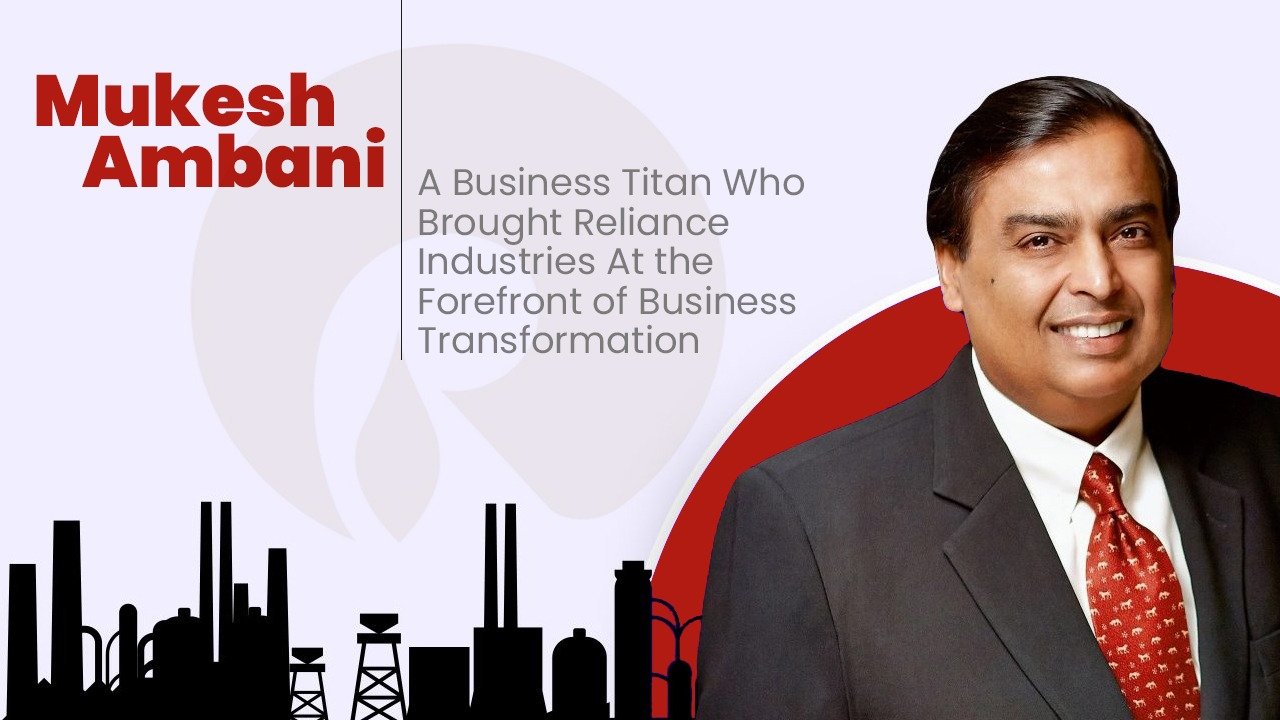 Mukesh
Ambani
A Business Titan Who
Brought Reliance
Industries At the
Forefront of Business
Transformation